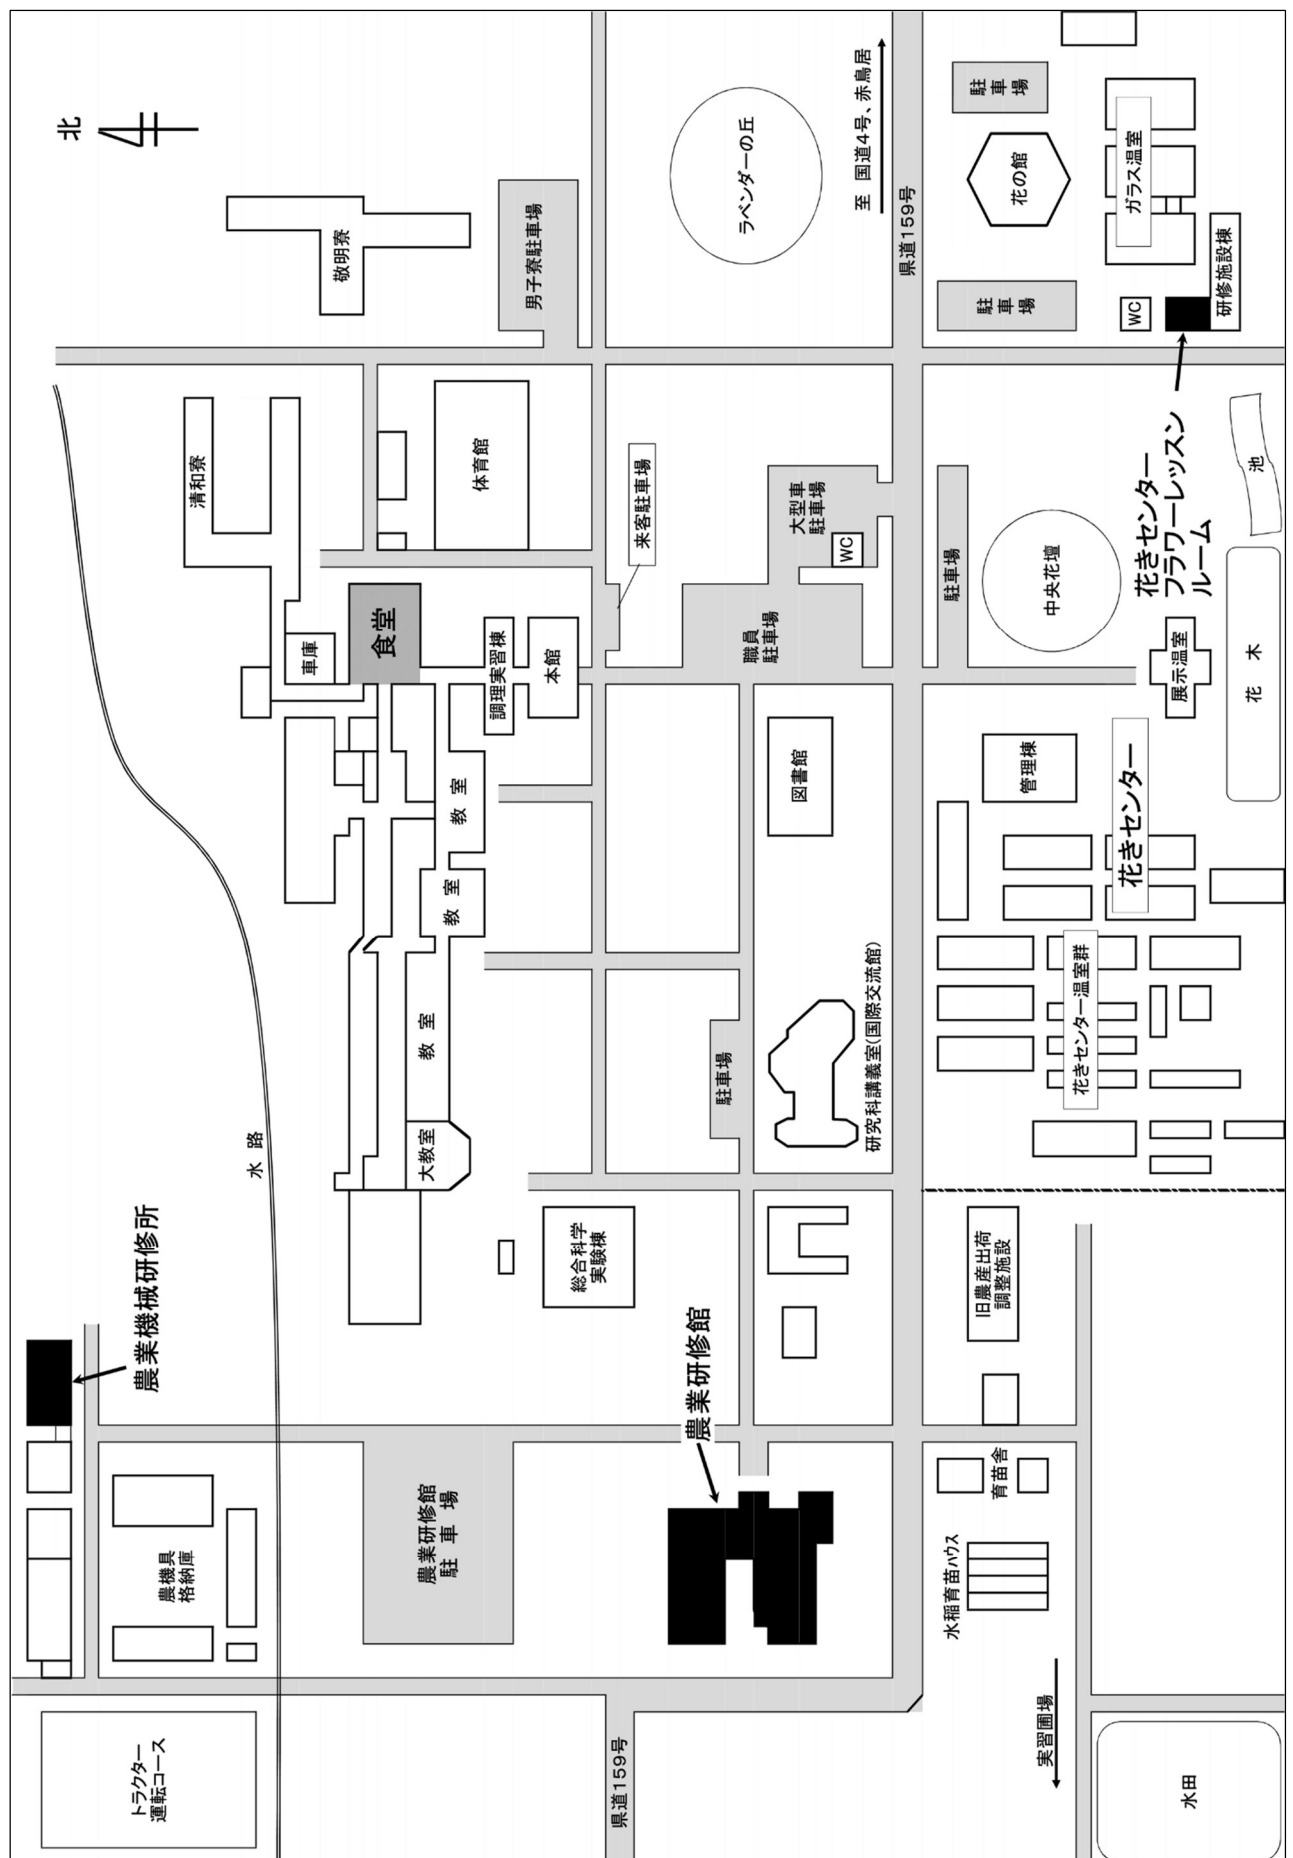 トラクター
運転コース
農機具
格納庫
農業機械研修所
水 路
清和寮
北
車庫
敬明寮
農業研修館
駐 車 場
大教室
教 室
教 室
教 室
食堂
調理実習棟
本館
体育館
男子寮駐車場
総合科学
実験棟
県道159号
来客駐車場
農業研修館
駐車場
図書館
職員
駐車場
大型車
駐車場
WC
ラベンダーの丘
研究科講義室(国際交流館)
至 国道4号、赤鳥居
県道159号
水稲育苗ハウス
育苗舎
旧農産出荷
調整施設
管理棟
駐車場
中央花壇
駐 車 場
花の館
駐 車 場
実習圃場
花きセンター温室群
花きセンター
花きセンター
フラワーレッスン
ルーム
WC
ガラス温室
水田
展示温室
研修施設棟
花 木
池